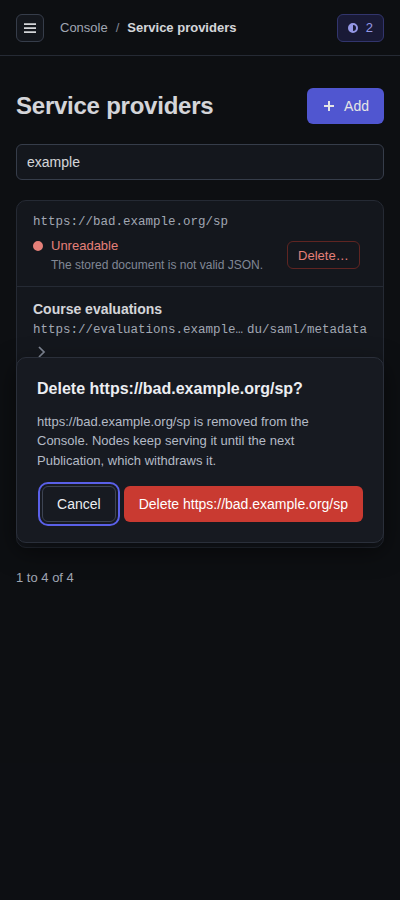 Console / Service providers
2
Service providers
Add
example
https://bad.example.org/sp
Unreadable
The stored document is not valid JSON.
Delete…
Course evaluations
https://evaluations.example… du/saml/metadata
Delete https://bad.example.org/sp?
https://bad.example.org/sp is removed from the
Console. Nodes keep serving it until the next
Publication, which withdraws it.
Cancel
Delete https://bad.example.org/sp
1 to 4 of 4